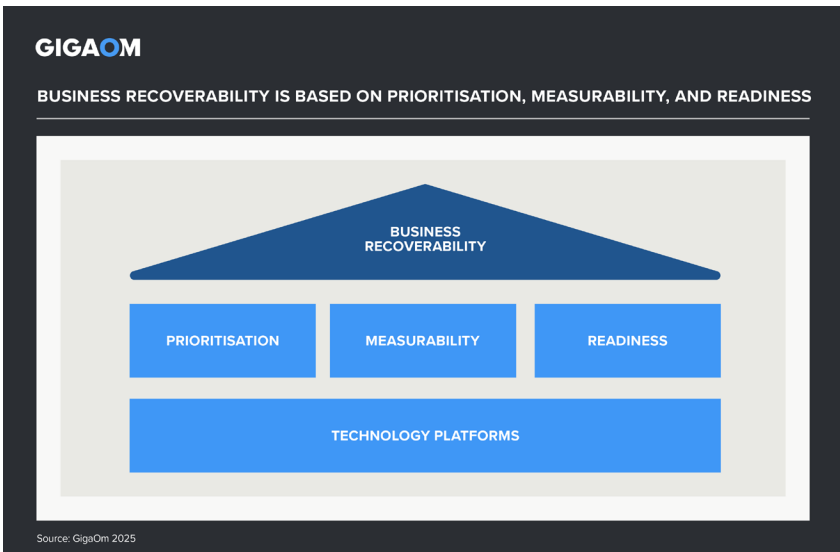 GIGAOM
BUSINESS RECOVERABILITY IS BASED ON PRIORITISATION, MEASURABILITY, AND READINESS
BUSINESS
RECOVERABILITY
PRIORITISATION
MEASURABILITY
READINESS
TECHNOLOGY PLATFORMS
Source: GigaOm 2025